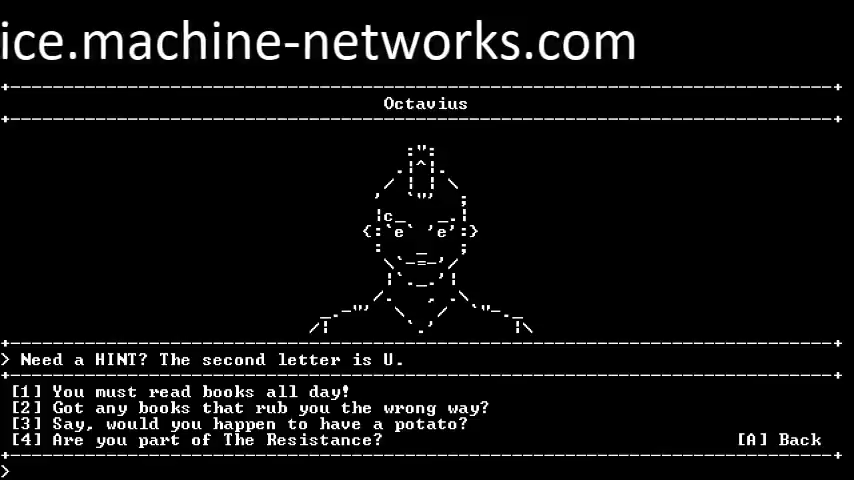 ice.machine-networks.com
Octavius
> Need a HINT? The second letter is U.
[1] You must read books all day!
[2] Got any books that rub you the wrong way?
[3] Say, would you happen to have a potato?
[4] Are you part of The Resistance? [A] Back
>